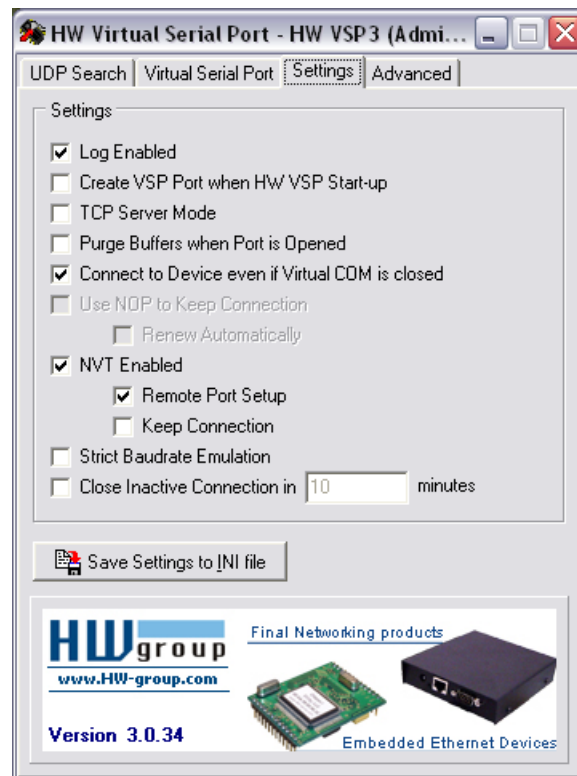 HW Virtual Serial Port - HW VSP3 (Admi...
UDP Search Virtual Serial Port Settings Advanced
Settings
Log Enabled
Create VSP Port when HW VSP Start-up
TCP Server Mode
Purge Buffers when Port is Opened
Connect to Device even if Virtual COM is closed
Use NOP to Keep Connection
Renew Automatically
NVT Enabled
Remote Port Setup
Keep Connection
Strict Baudrate Emulation
Close Inactive Connection in 10 minutes
Save Settings to INI file
HW group
www.HW-group.com
Version 3.0.34
Final Networking products
Embedded Ethernet Devices